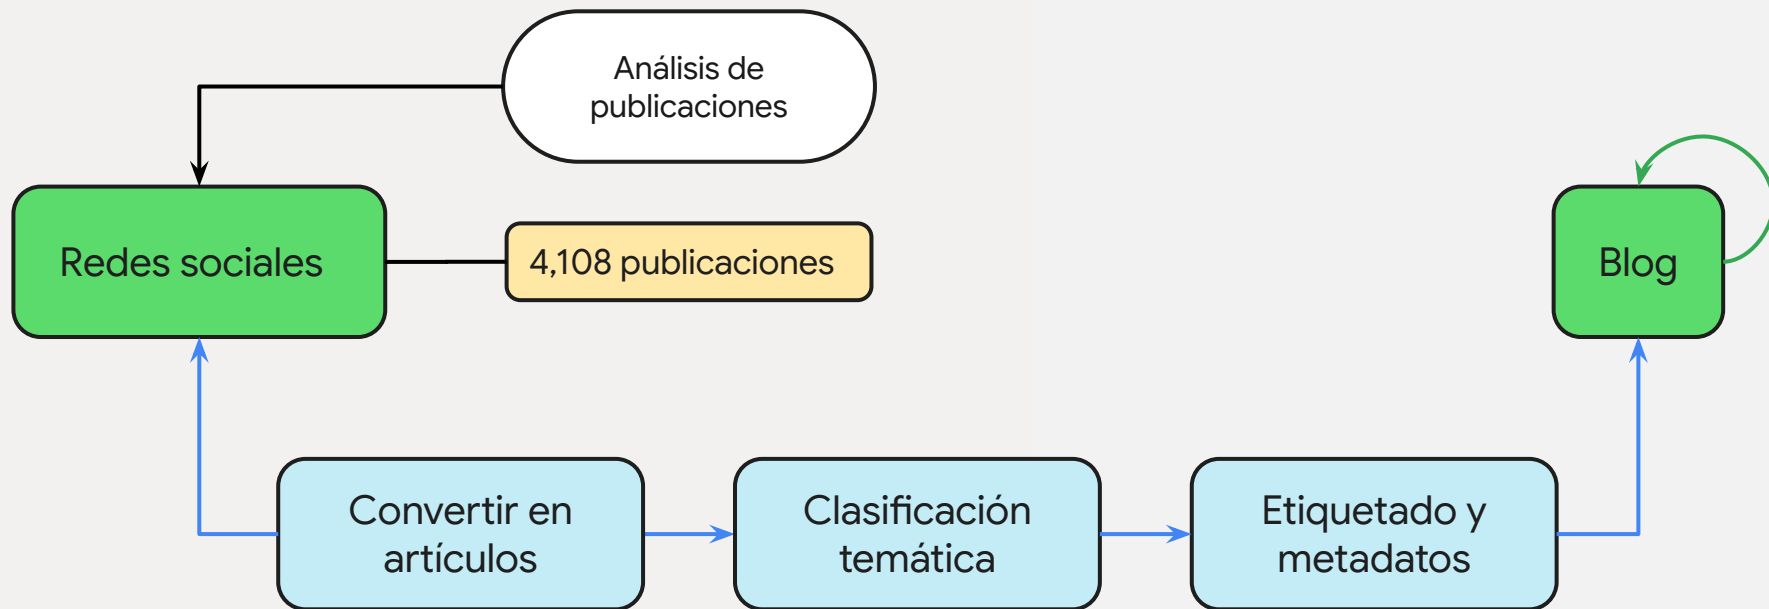 Análisis de
publicaciones
Redes sociales
4,108 publicaciones
Blog
Convertir en
artículos
Clasificación
temática
Etiquetado y
metadatos